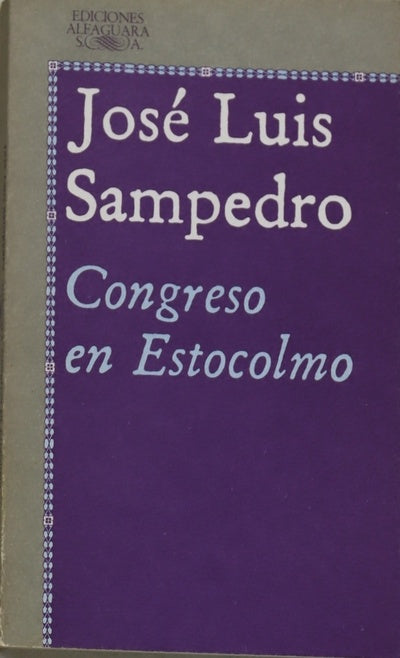 EDICIONES
ALFAGUARA
S.A.
José Luis
Sampedro
Congreso
en Estocolmo